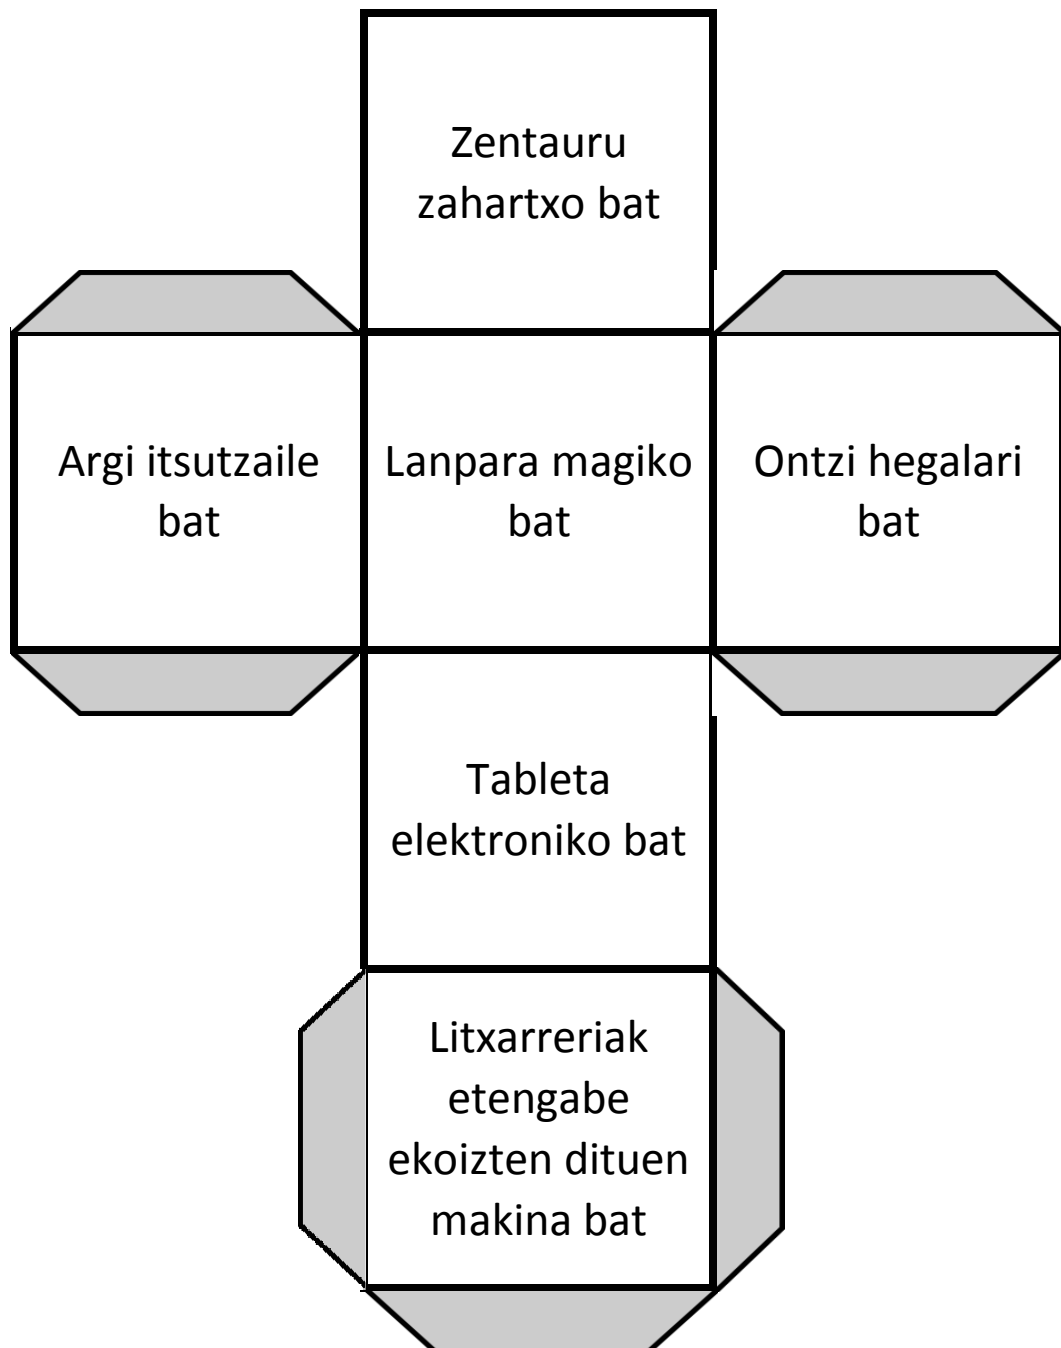 Zentauru
zahartxo bat
Argi itsutzaile
bat
Lanpara magiko
bat
Ontzi hegalari
bat
Tableta
elektroniko bat
Litxarreriak
etengabe
ekoizten dituen
makina bat